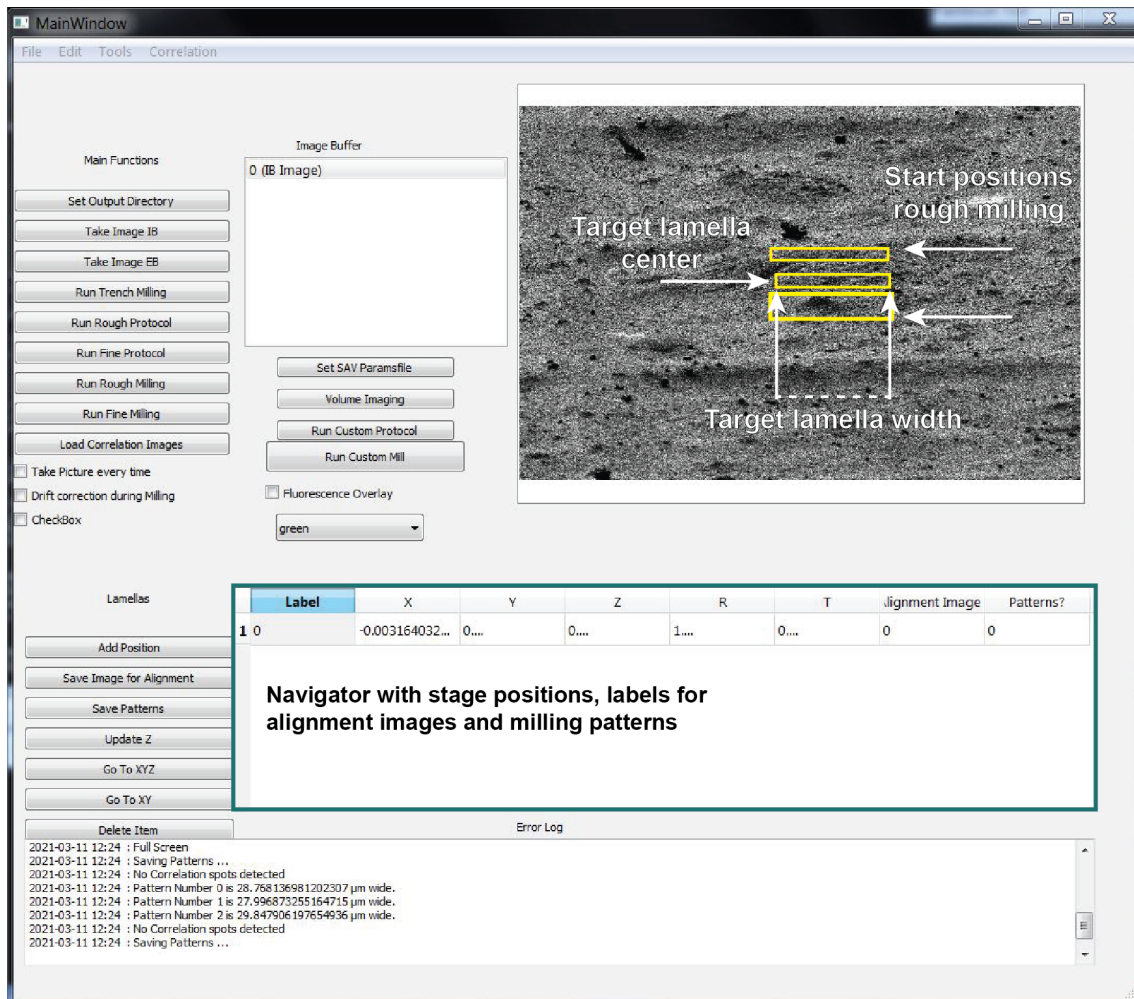 MainWindow
File Edit Tools Correlation
Main Functions
Set Output Directory
Take Image IB
Take Image EB
Run Trench Milling
Run Rough Protocol
Run Fine Protocol
Run Rough Milling
Run Fine Milling
Load Correlation Images
Take Picture every time
Drift correction during Milling
CheckBox
Image Buffer
0 (IB Image)
Set SAV Paramsfile
Volume Imaging
Run Custom Protocol
Run Custom Mill
Fluorescence Overlay
green
Start positions
rough milling
Target lamella
center
Target lamella width
Lamellas
Add Position
Save Image for Alignment
Save Patterns
Update Z
Go To XYZ
Go To XY
Delete Item
Label X Y Z R T lignment Image Patterns?
1 0 -0.003164032... 0.... 0.... 1.... 0.... 0 0
Navigator with stage positions, labels for
alignment images and milling patterns
Error Log
2021-03-11 12:24 : Full Screen
2021-03-11 12:24 : Saving Patterns ...
2021-03-11 12:24 : No Correlation spots detected
2021-03-11 12:24 : Pattern Number 0 is 28.768136981202307 µm wide.
2021-03-11 12:24 : Pattern Number 1 is 27.996873255164715 µm wide.
2021-03-11 12:24 : Pattern Number 2 is 29.847906197654936 µm wide.
2021-03-11 12:24 : No Correlation spots detected
2021-03-11 12:24 : Saving Patterns ...